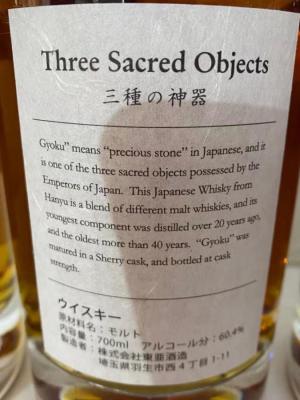 Three Sacred Objects
三種の神器
Gyoku” means “precious stone” in Japanese, and it
is one of the three sacred objects possessed by the
Emperors of Japan. This Japanese Whisky from
Hanyu is a blend of different malt whiskies, and its
youngest component was distilled over 20 years ago,
and the oldest more than 40 years. “Gyoku” was
matured in a Sherry cask, and bottled at cask
strength.
ウイスキー
原材料名：モルト
内容量：700ml アルコール分：60.4%
製造者：株式会社東亜酒造
埼玉県羽生市西4丁目1-11